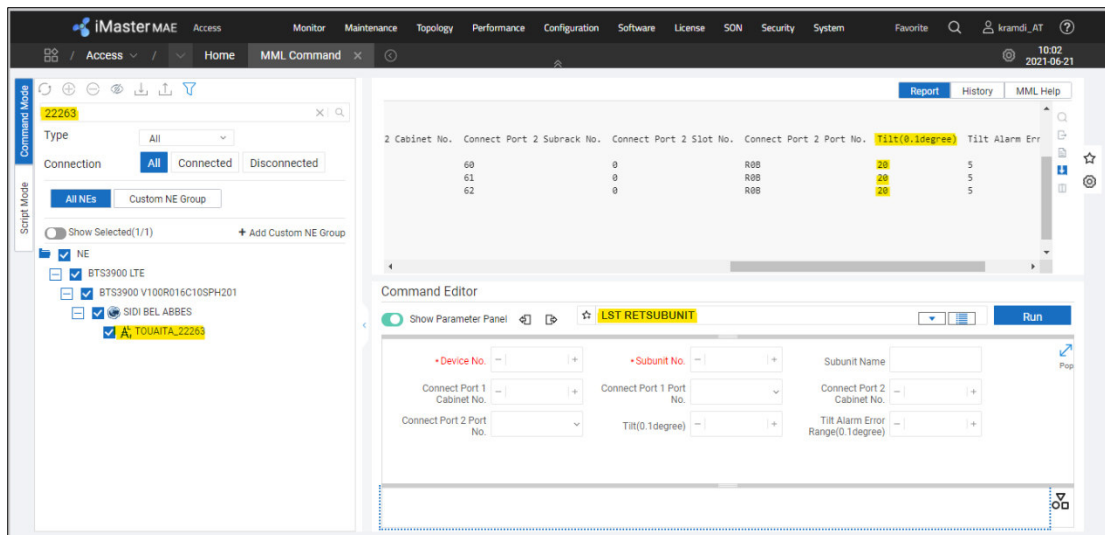 iMaster MAE Access Monitor Maintenance Topology Performance Configuration Software License SON Security System Favorite kramdi_AT
/ Access / Home MML Command × 10:02
2021-06-21
Command Mode
Script Mode
22263
Type All
Connection All Connected Disconnected
All NEs Custom NE Group
Show Selected(1/1) + Add Custom NE Group
NE
BTS3900 LTE
BTS3900 V100R016C10SPH201
SIDI BEL ABBES
TOUAITA_22263
Report History MML Help
2 Cabinet No. Connect Port 2 Subrack No. Connect Port 2 Slot No. Connect Port 2 Port No. Tilt(0.1degree) Tilt Alarm Err
60 0 R0B 20 5
61 0 R0B 20 5
62 0 R0B 20 5
Command Editor
Show Parameter Panel LST RETSUBUNIT Run
• Device No. − + • Subunit No. − + Subunit Name
Pop
Connect Port 1 Cabinet No. − + Connect Port 1 Port No. Connect Port 2 Cabinet No. − +
Connect Port 2 Port No. Tilt(0.1degree) − + Tilt Alarm Error Range(0.1degree) − +